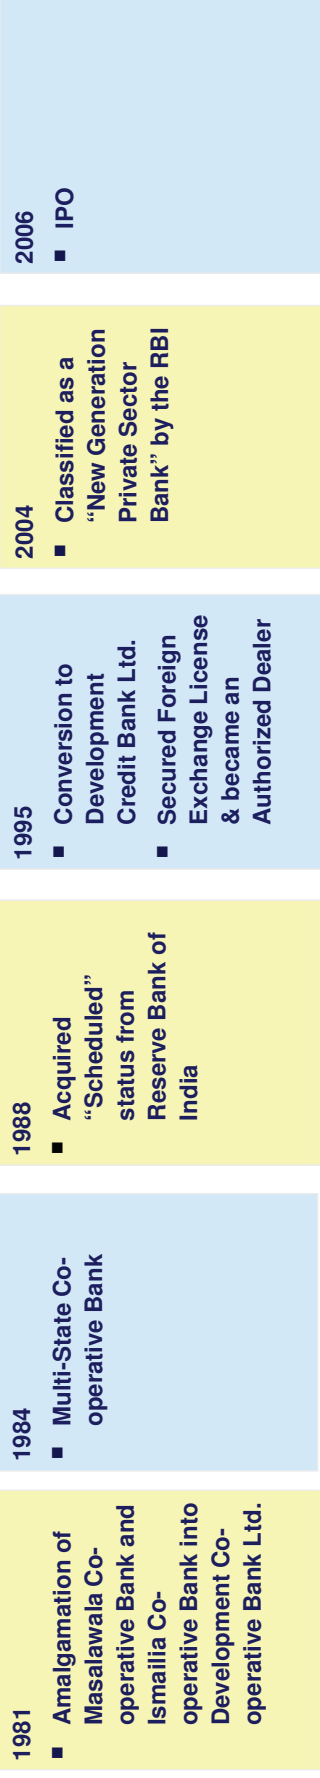 1981
■ Amalgamation of
Masalawala Co-
operative Bank and
Ismailia Co-
operative Bank into
Development Co-
operative Bank Ltd.
1984
■ Multi-State Co-
operative Bank
1988
■ Acquired
“Scheduled”
status from
Reserve Bank of
India
1995
■ Conversion to
Development
Credit Bank Ltd.
■ Secured Foreign
Exchange License
& became an
Authorized Dealer
2004
■ Classified as a
“New Generation
Private Sector
Bank” by the RBI
2006
■ IPO